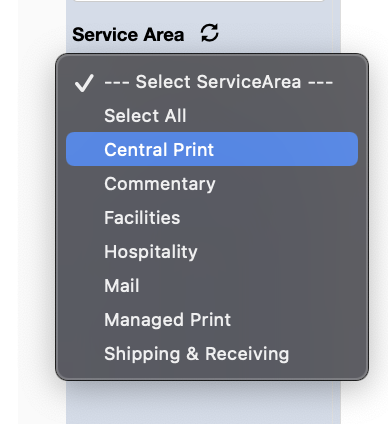 Service Area
--- Select ServiceArea ---
Select All
Central Print
Commentary
Facilities
Hospitality
Mail
Managed Print
Shipping & Receiving